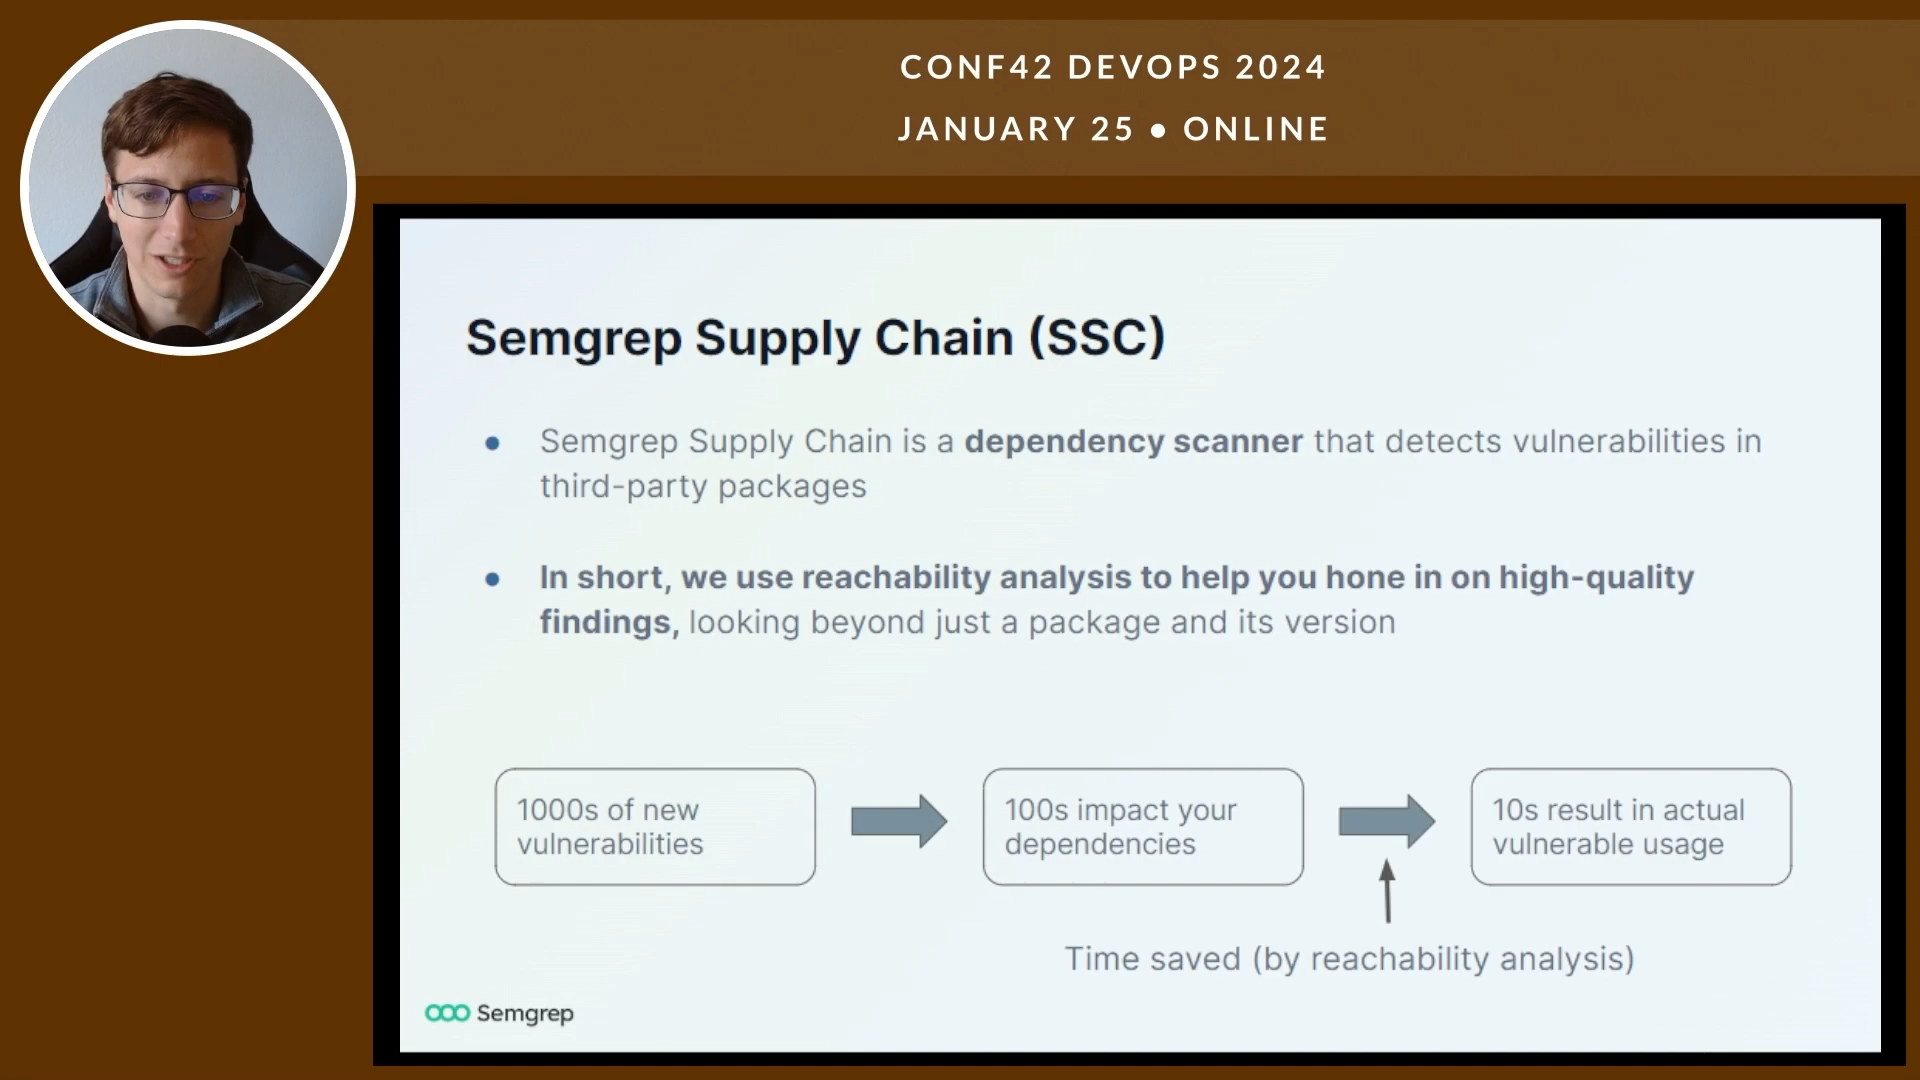 CONF42 DEVOPS 2024
JANUARY 25 • ONLINE
Semgrep Supply Chain (SSC)
• Semgrep Supply Chain is a dependency scanner that detects vulnerabilities in
third-party packages
• In short, we use reachability analysis to help you hone in on high-quality
findings, looking beyond just a package and its version
1000s of new
vulnerabilities
100s impact your
dependencies
10s result in actual
vulnerable usage
Time saved (by reachability analysis)
Semgrep